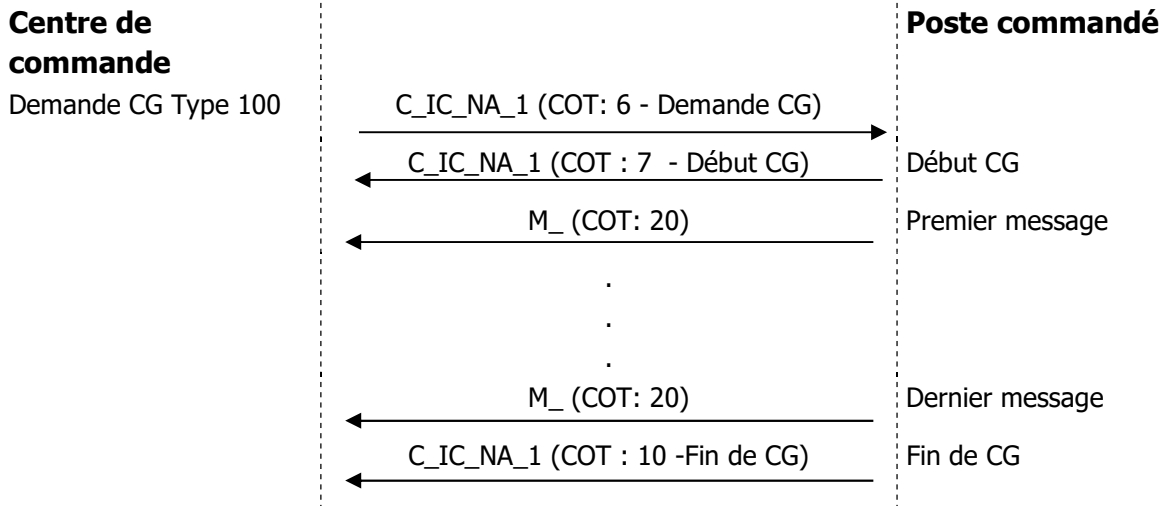 Centre de
commande
Poste commandé
Demande CG Type 100
C_IC_NA_1 (COT: 6 - Demande CG)
C_IC_NA_1 (COT : 7  - Début CG)
Début CG
M_ (COT: 20)
Premier message
.
.
.
M_ (COT: 20)
Dernier message
C_IC_NA_1 (COT : 10 -Fin de CG)
Fin de CG